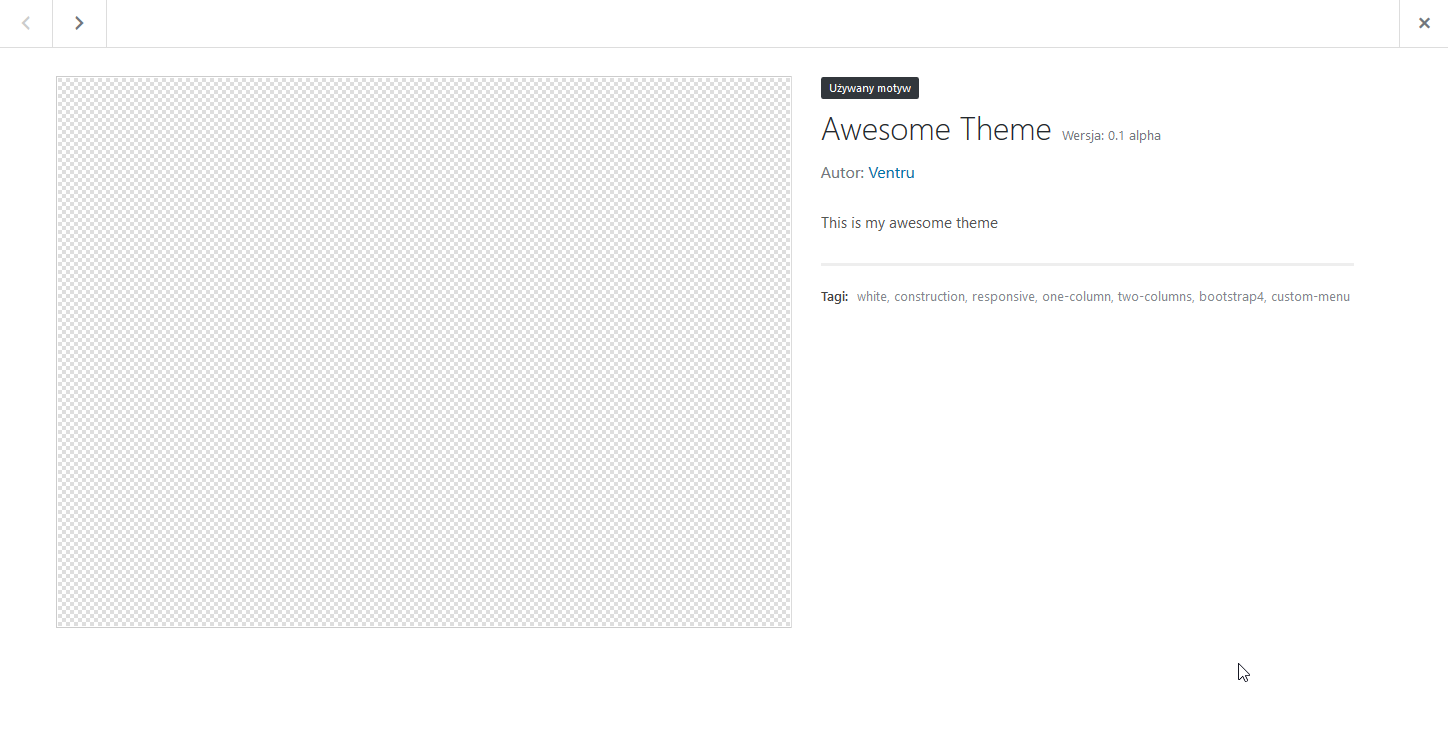 Używany motyw
Awesome Theme Wersja: 0.1 alpha
Autor: Ventru
This is my awesome theme
Tagi: white, construction, responsive, one-column, two-columns, bootstrap4, custom-menu